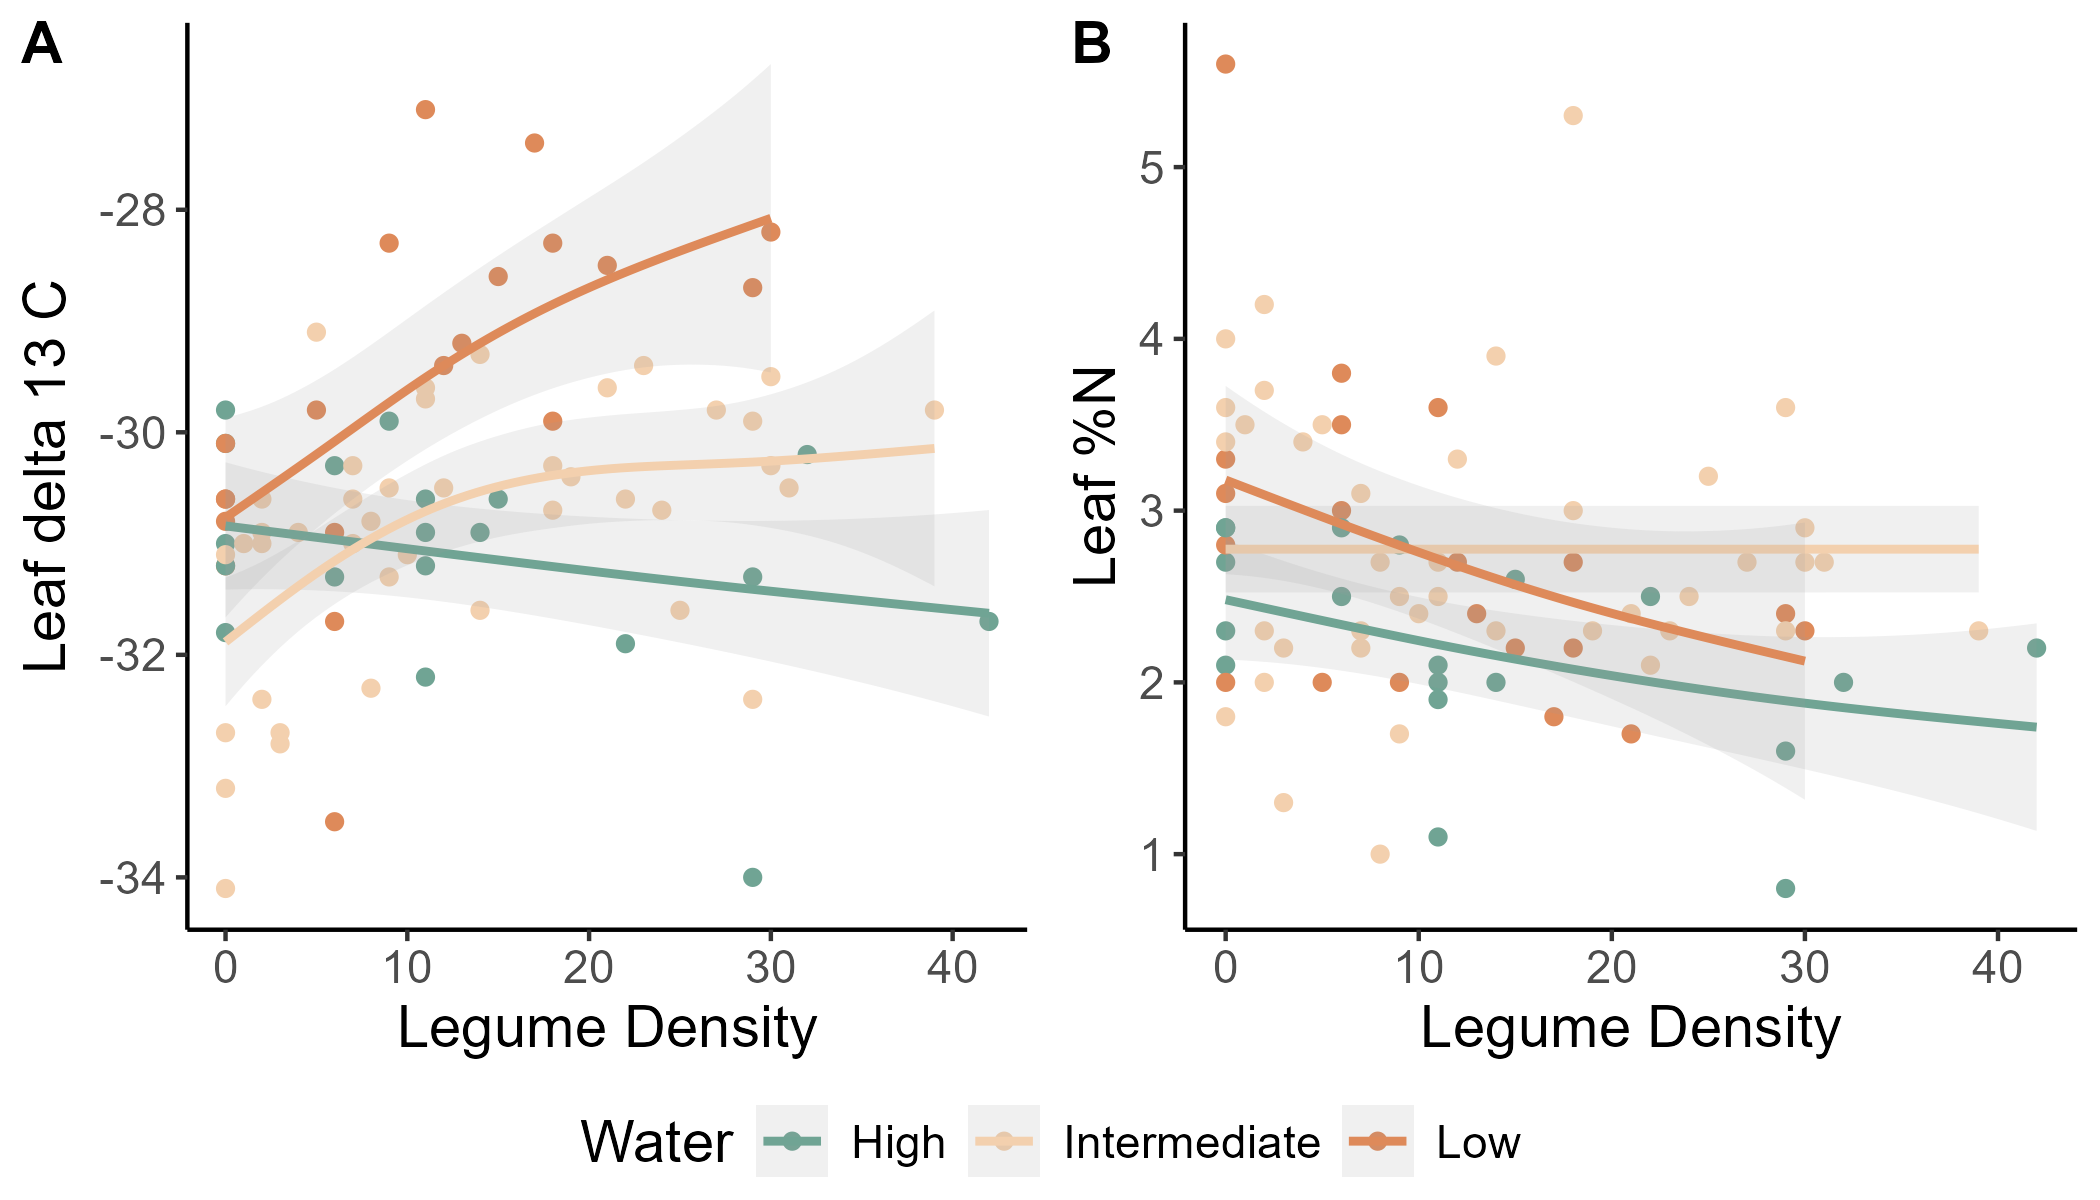 A
B
Leaf delta 13 C
-28
-30
-32
-34
0 10 20 30 40
Legume Density
Leaf %N
5
4
3
2
1
0 10 20 30 40
Legume Density
Water High Intermediate Low